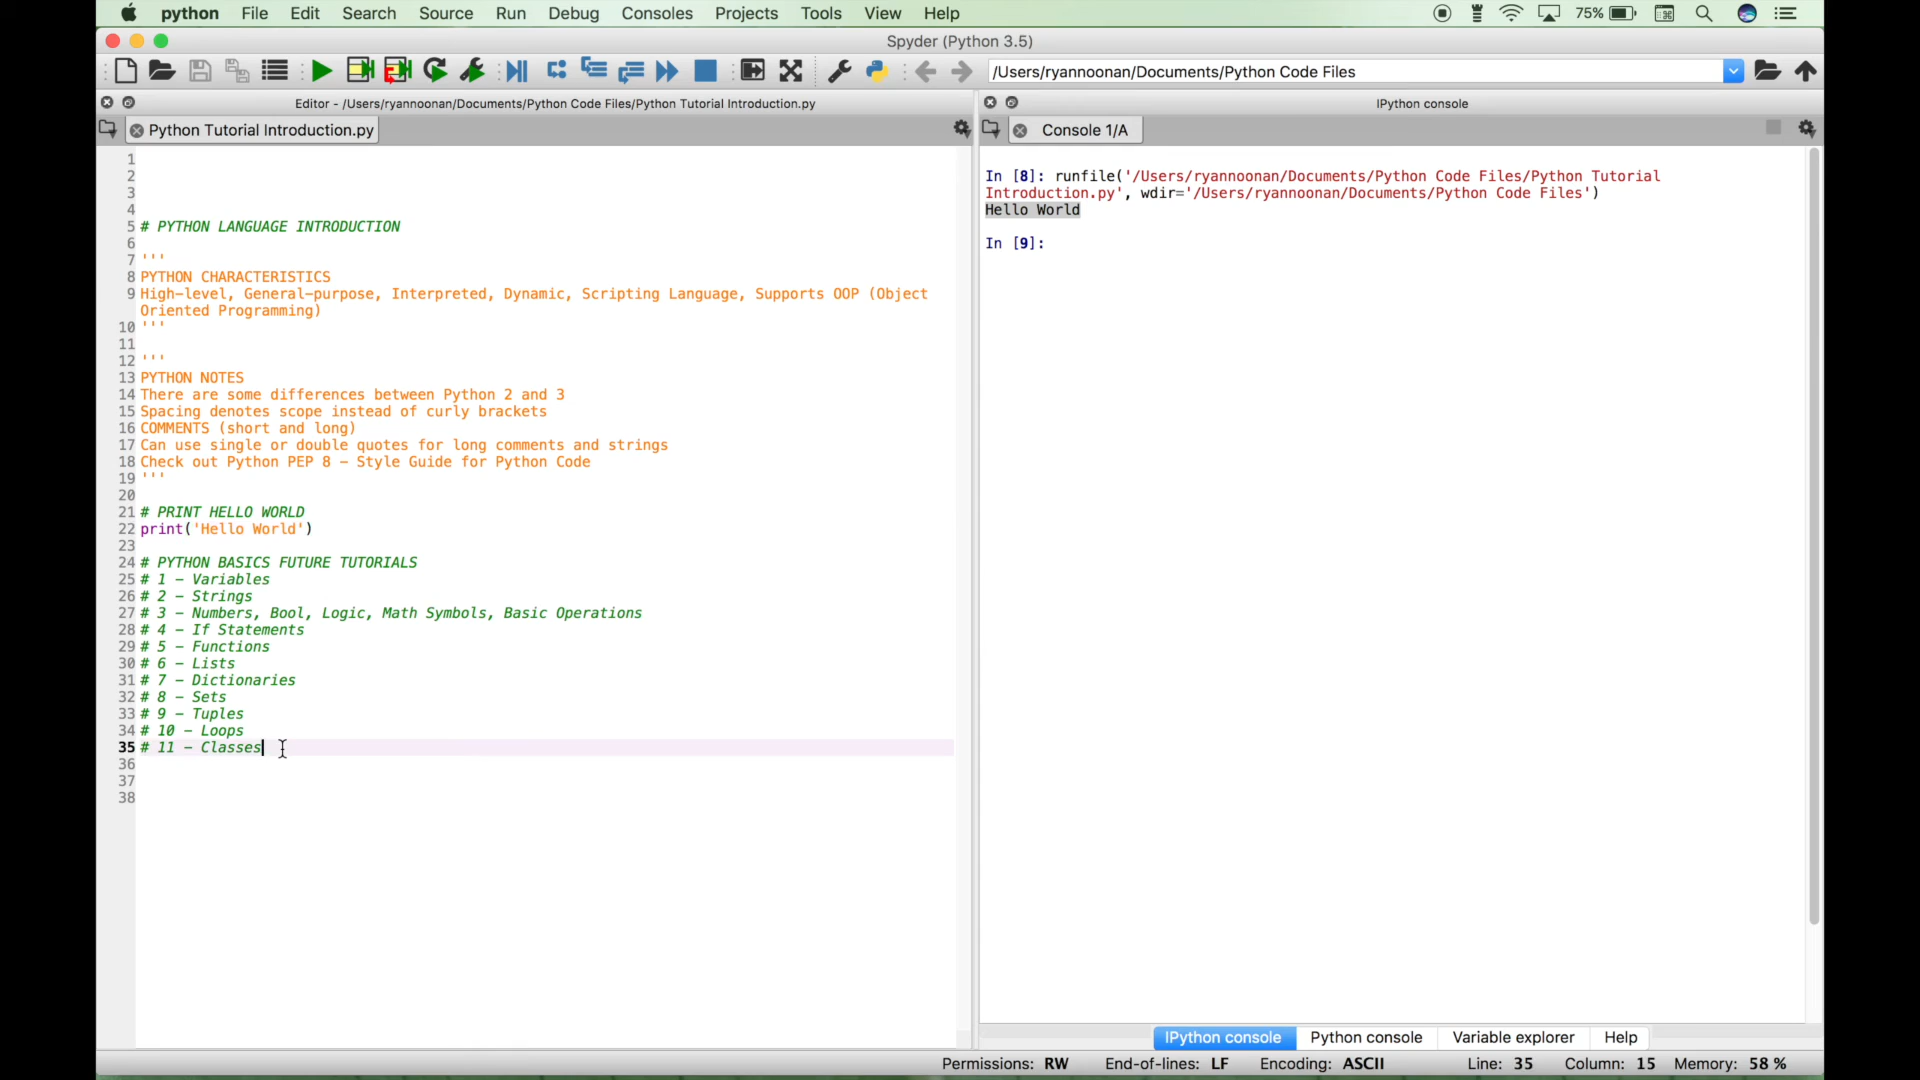 python File Edit Search Source Run Debug Consoles Projects Tools View Help 75%
Spyder (Python 3.5)
/Users/ryannoonan/Documents/Python Code Files
Editor - /Users/ryannoonan/Documents/Python Code Files/Python Tutorial Introduction.py
Python Tutorial Introduction.py
1
2
3
4
5 # PYTHON LANGUAGE INTRODUCTION
6
7 '''
8 PYTHON CHARACTERISTICS
9 High-level, General-purpose, Interpreted, Dynamic, Scripting Language, Supports OOP (Object
Oriented Programming)
10 '''
11
12 '''
13 PYTHON NOTES
14 There are some differences between Python 2 and 3
15 Spacing denotes scope instead of curly brackets
16 COMMENTS (short and long)
17 Can use single or double quotes for long comments and strings
18 Check out Python PEP 8 - Style Guide for Python Code
19 '''
20
21 # PRINT HELLO WORLD
22 print('Hello World')
23
24 # PYTHON BASICS FUTURE TUTORIALS
25 # 1 - Variables
26 # 2 - Strings
27 # 3 - Numbers, Bool, Logic, Math Symbols, Basic Operations
28 # 4 - If Statements
29 # 5 - Functions
30 # 6 - Lists
31 # 7 - Dictionaries
32 # 8 - Sets
33 # 9 - Tuples
34 # 10 - Loops
35 # 11 - Classes
36
37
38
IPython console
Console 1/A
In [8]: runfile('/Users/ryannoonan/Documents/Python Code Files/Python Tutorial
Introduction.py', wdir='/Users/ryannoonan/Documents/Python Code Files')
Hello World
In [9]:
IPython console Python console Variable explorer Help
Permissions: RW End-of-lines: LF Encoding: ASCII Line: 35 Column: 15 Memory: 58 %